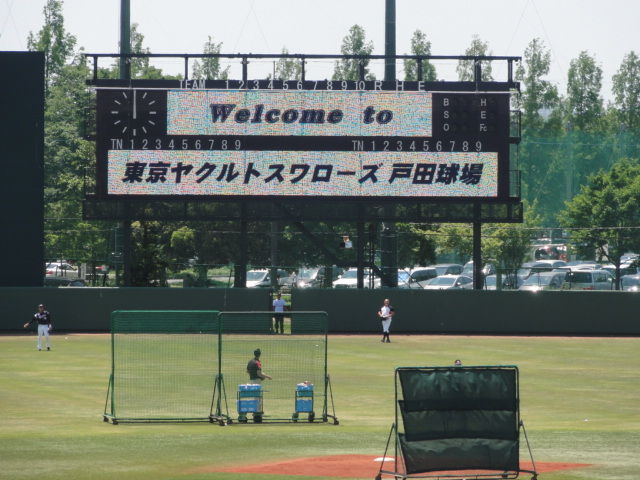 TEAM 1 2 3 4 5 6 7 8 9 10 R H E
Welcome to
B H
S E
O Fc
TN 1 2 3 4 5 6 7 8 9 TN 1 2 3 4 5 6 7 8 9
東京ヤクルトスワローズ 戸田球場